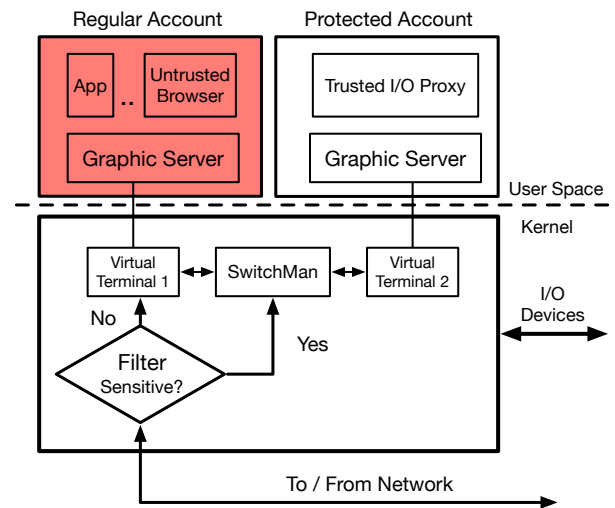 Regular Account
Protected Account
App
..
Untrusted
Browser
Trusted I/O Proxy
Graphic Server
Graphic Server
User Space
Kernel
Virtual
Terminal 1
SwitchMan
Virtual
Terminal 2
I/O
Devices
No
Yes
Filter
Sensitive?
To / From Network